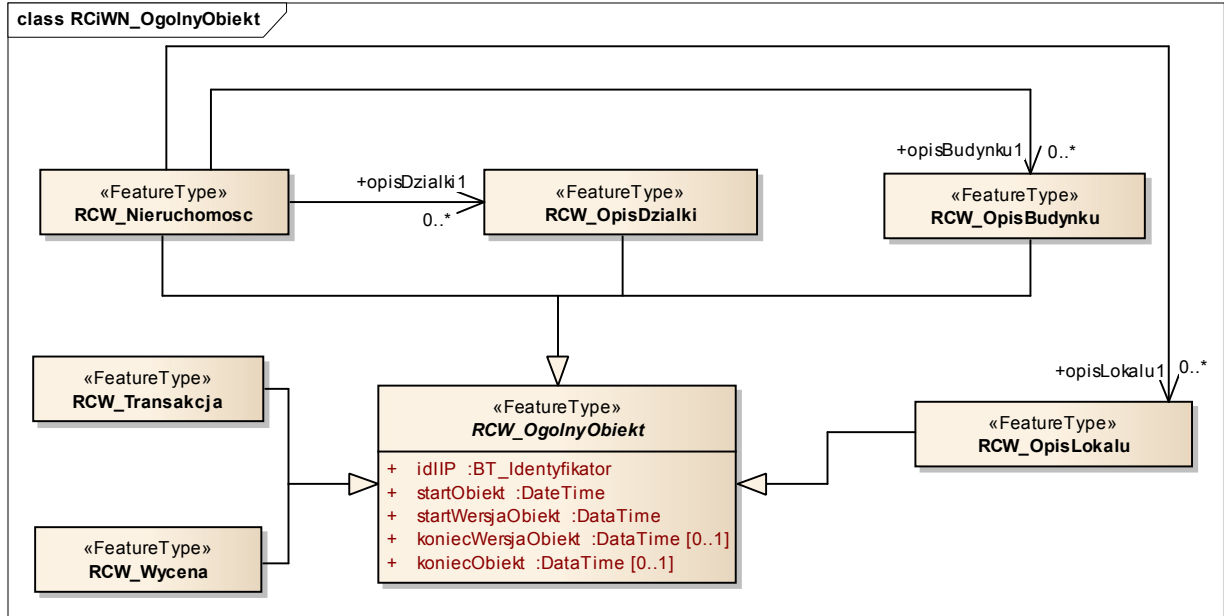 class RCiWN_OgolnyObiekt
+opisBudynku1 0..*
«FeatureType»
RCW_Nieruchomosc
+opisDzialki1
0..*
«FeatureType»
RCW_OpisDzialki
«FeatureType»
RCW_OpisBudynku
«FeatureType»
RCW_Transakcja
+opisLokalu1 0..*
«FeatureType»
RCW_OgolnyObiekt
+ idIIP :BT_Identyfikator
+ startObiekt :DateTime
+ startWersjaObiekt :DataTime
+ koniecWersjaObiekt :DataTime [0..1]
+ koniecObiekt :DataTime [0..1]
«FeatureType»
RCW_OpisLokalu
«FeatureType»
RCW_Wycena